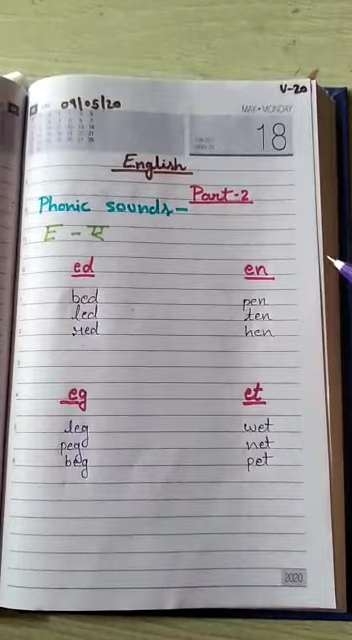 V-20
09/05/20
MAY • MONDAY
18
English
Part-2
Phonic sounds-
E - ए
ed
en
bed
pen
led
ten
red
hen
eg
et
leg
wet
peg
net
beg
pet
2020